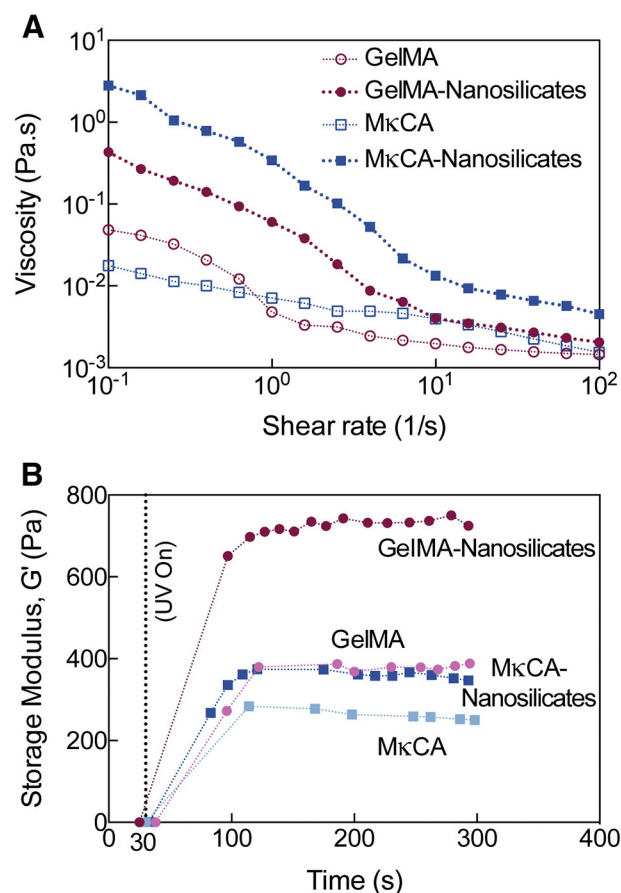 A
10¹
10⁰
10⁻¹
10⁻²
10⁻³
Viscosity (Pa.s)
GelMA
GelMA-Nanosilicates
MκCA
MκCA-Nanosilicates
10⁻¹ 10⁰ 10¹ 10²
Shear rate (1/s)
B
800
600
400
200
0
Storage Modulus, G' (Pa)
(UV On)
GelMA-Nanosilicates
GelMA
MκCA-
Nanosilicates
MκCA
0 30 100 200 300 400
Time (s)